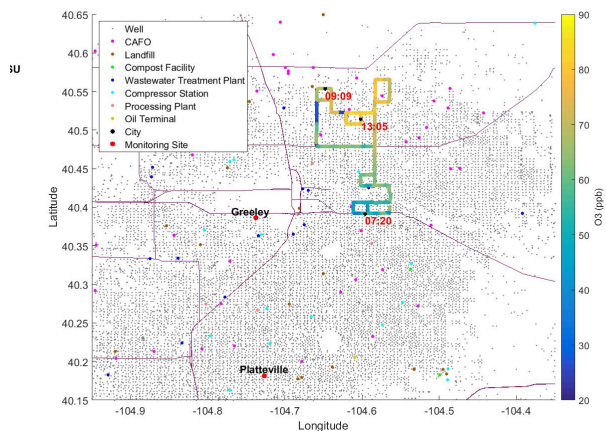 SU
40.65
40.6
40.55
40.5
40.45
40.4
40.35
40.3
40.25
40.2
40.15
Latitude
Well
CAFO
Landfill
Compost Facility
Wastewater Treatment Plant
Compressor Station
Processing Plant
Oil Terminal
City
Monitoring Site
09:09
13:05
07:20
Greeley
Platteville
-104.9
-104.8
-104.7
-104.6
-104.5
-104.4
Longitude
90
80
70
60
50
40
30
20
O3 (ppb)